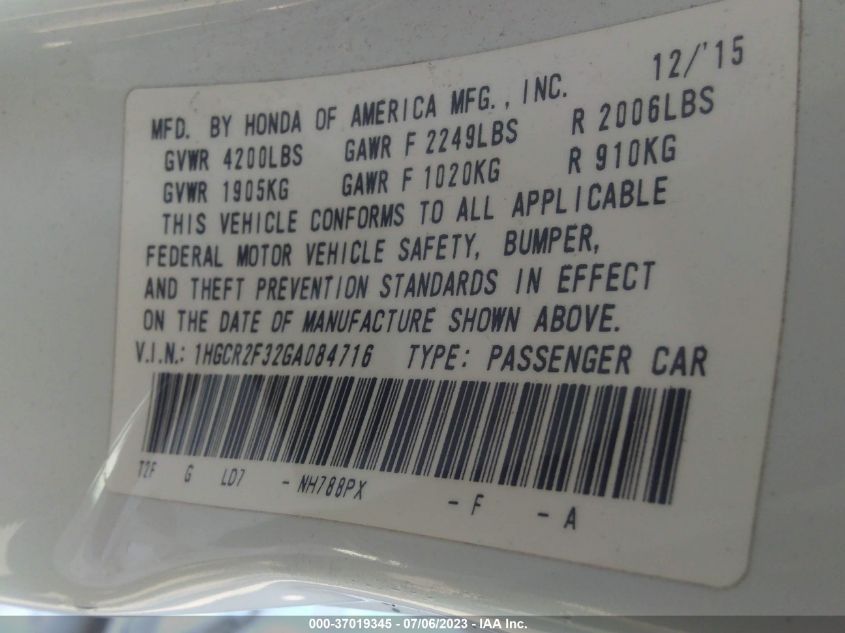 12/'15
MFD. BY HONDA OF AMERICA MFG., INC.
GVWR 4200LBS GAWR F 2249LBS R 2006LBS
GVWR 1905KG GAWR F 1020KG R 910KG
THIS VEHICLE CONFORMS TO ALL APPLICABLE
FEDERAL MOTOR VEHICLE SAFETY, BUMPER,
AND THEFT PREVENTION STANDARDS IN EFFECT
ON THE DATE OF MANUFACTURE SHOWN ABOVE.
V.I.N.: 1HGCR2F32GA084716 TYPE: PASSENGER CAR
T2F G LD7 - NH788PX - F - A
000-37019345 - 07/06/2023 - IAA Inc.